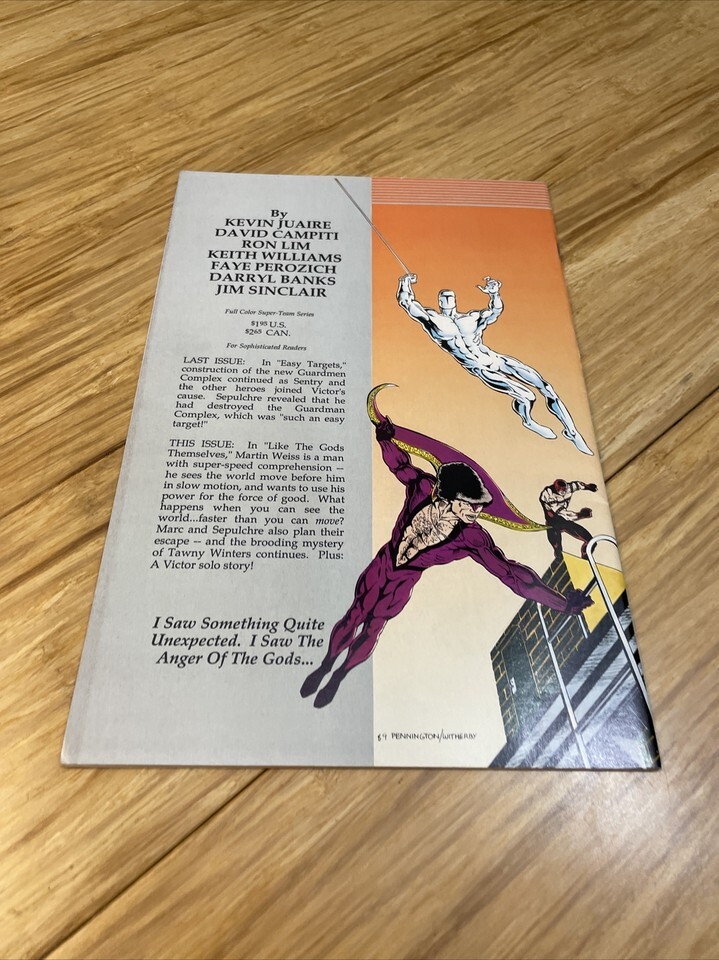 By
KEVIN JUAIRE
DAVID CAMPITI
RON LIM
KEITH WILLIAMS
FAYE PEROZICH
DARRYL BANKS
JIM SINCLAIR
Full Color Super-Team Series
$1.95 U.S.
$2.65 CAN.
For Sophisticated Readers
LAST ISSUE: In "Easy Targets,"
construction of the new Guardmen
Complex continued as Sentry and
the other heroes joined Victor's
cause. Sepulchre revealed that he
had destroyed the Guardman
Complex, which was "such an easy
target!"
THIS ISSUE: In "Like The Gods
Themselves," Martin Weiss is a man
with super-speed comprehension --
he sees the world move before him
in slow motion, and wants to use his
power for the force of good. What
happens when you can see the
world...faster than you can move?
Marc and Sepulchre also plan their
escape -- and the brooding mystery
of Tawny Winters continues. Plus:
A Victor solo story!
I Saw Something Quite
Unexpected. I Saw The
Anger Of The Gods...
89 PENNINGTON/WITHERBY